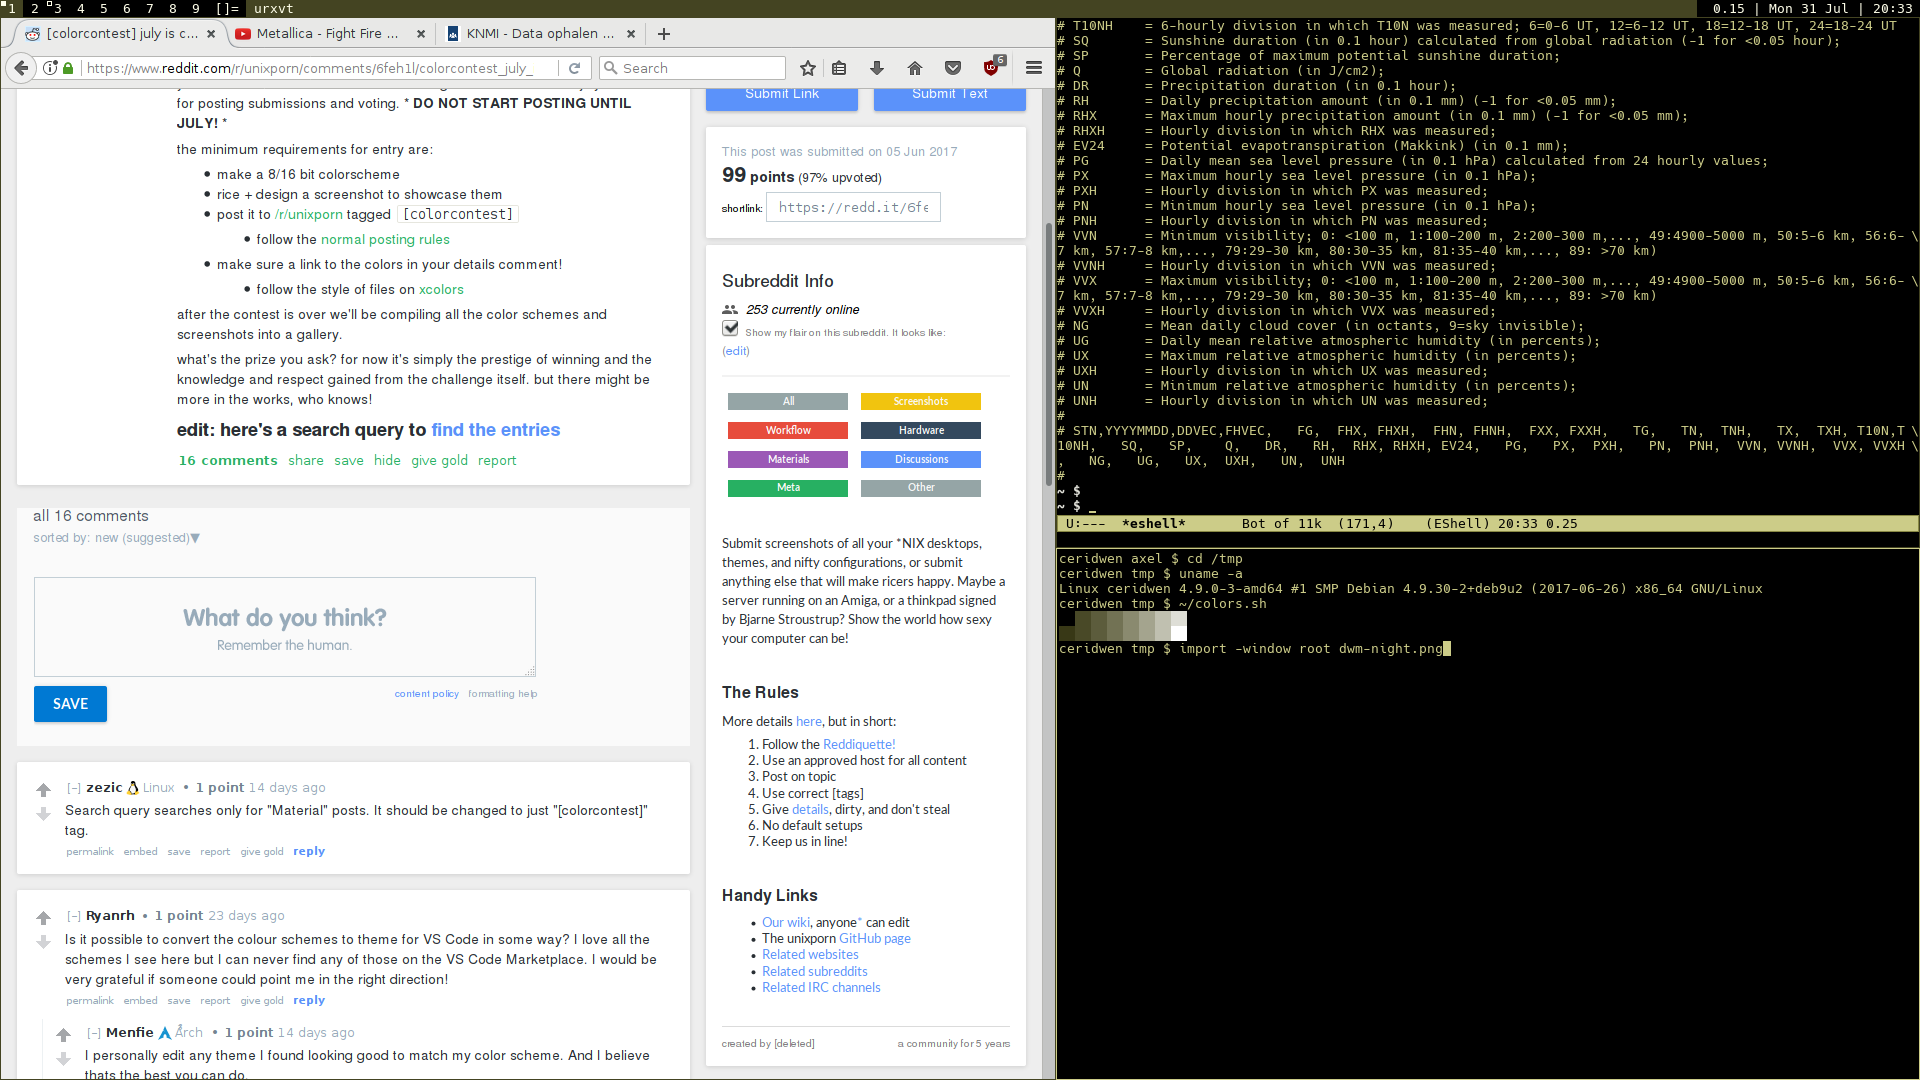 1 2 3 4 5 6 7 8 9 []= urxvt
0.15 | Mon 31 Jul | 20:33
[colorcontest] july is c...
Metallica - Fight Fire ...
KNMI - Data ophalen ...
https://www.reddit.com/r/unixporn/comments/6feh1l/colorcontest_july_
Search
6
for posting submissions and voting. * DO NOT START POSTING UNTIL
JULY! *
the minimum requirements for entry are:
• make a 8/16 bit colorscheme
• rice + design a screenshot to showcase them
• post it to /r/unixporn tagged [colorcontest]
• follow the normal posting rules
• make sure a link to the colors in your details comment!
• follow the style of files on xcolors
after the contest is over we'll be compiling all the color schemes and
screenshots into a gallery.
what's the prize you ask? for now it's simply the prestige of winning and the
knowledge and respect gained from the challenge itself. but there might be
more in the works, who knows!
edit: here's a search query to find the entries
16 comments share save hide give gold report
all 16 comments
sorted by: new (suggested)▼
What do you think?
Remember the human.
SAVE
content policy formatting help
[–] zezic Linux • 1 point 14 days ago
Search query searches only for "Material" posts. It should be changed to just "[colorcontest]"
tag.
permalink embed save report give gold reply
[–] Ryanrh • 1 point 23 days ago
Is it possible to convert the colour schemes to theme for VS Code in some way? I love all the
schemes I see here but I can never find any of those on the VS Code Marketplace. I would be
very grateful if someone could point me in the right direction!
permalink embed save report give gold reply
[–] Menfie Årch • 1 point 14 days ago
I personally edit any theme I found looking good to match my color scheme. And I believe
thats the best you can do.
Submit Link
Submit Text
This post was submitted on 05 Jun 2017
99 points (97% upvoted)
shortlink: https://redd.it/6fe
Subreddit Info
253 currently online
Show my flair on this subreddit. It looks like:
(edit)
All Screenshots
Workflow Hardware
Materials Discussions
Meta Other
Submit screenshots of all your *NIX desktops,
themes, and nifty configurations, or submit
anything else that will make ricers happy. Maybe a
server running on an Amiga, or a thinkpad signed
by Bjarne Stroustrup? Show the world how sexy
your computer can be!
The Rules
More details here, but in short:
1. Follow the Reddiquette!
2. Use an approved host for all content
3. Post on topic
4. Use correct [tags]
5. Give details, dirty, and don't steal
6. No default setups
7. Keep us in line!
Handy Links
• Our wiki, anyone* can edit
• The unixporn GitHub page
• Related websites
• Related subreddits
• Related IRC channels
created by [deleted] a community for 5 years
# T10NH = 6-hourly division in which T10N was measured; 6=0-6 UT, 12=6-12 UT, 18=12-18 UT, 24=18-24 UT
# SQ = Sunshine duration (in 0.1 hour) calculated from global radiation (-1 for <0.05 hour);
# SP = Percentage of maximum potential sunshine duration;
# Q = Global radiation (in J/cm2);
# DR = Precipitation duration (in 0.1 hour);
# RH = Daily precipitation amount (in 0.1 mm) (-1 for <0.05 mm);
# RHX = Maximum hourly precipitation amount (in 0.1 mm) (-1 for <0.05 mm);
# RHXH = Hourly division in which RHX was measured;
# EV24 = Potential evapotranspiration (Makkink) (in 0.1 mm);
# PG = Daily mean sea level pressure (in 0.1 hPa) calculated from 24 hourly values;
# PX = Maximum hourly sea level pressure (in 0.1 hPa);
# PXH = Hourly division in which PX was measured;
# PN = Minimum hourly sea level pressure (in 0.1 hPa);
# PNH = Hourly division in which PN was measured;
# VVN = Minimum visibility; 0: <100 m, 1:100-200 m, 2:200-300 m,..., 49:4900-5000 m, 50:5-6 km, 56:6- \
7 km, 57:7-8 km,..., 79:29-30 km, 80:30-35 km, 81:35-40 km,..., 89: >70 km)
# VVNH = Hourly division in which VVN was measured;
# VVX = Maximum visibility; 0: <100 m, 1:100-200 m, 2:200-300 m,..., 49:4900-5000 m, 50:5-6 km, 56:6- \
7 km, 57:7-8 km,..., 79:29-30 km, 80:30-35 km, 81:35-40 km,..., 89: >70 km)
# VVXH = Hourly division in which VVX was measured;
# NG = Mean daily cloud cover (in octants, 9=sky invisible);
# UG = Daily mean relative atmospheric humidity (in percents);
# UX = Maximum relative atmospheric humidity (in percents);
# UXH = Hourly division in which UX was measured;
# UN = Minimum relative atmospheric humidity (in percents);
# UNH = Hourly division in which UN was measured;
#
# STN,YYYYMMDD,DDVEC,FHVEC, FG, FHX, FHXH, FHN, FHNH, FXX, FXXH, TG, TN, TNH, TX, TXH, T10N,T \
10NH, SQ, SP, Q, DR, RH, RHX, RHXH, EV24, PG, PX, PXH, PN, PNH, VVN, VVNH, VVX, VVXH \
, NG, UG, UX, UXH, UN, UNH
#
~ $
~ $ _
U:--- *eshell* Bot of 11k (171,4) (EShell) 20:33 0.25
ceridwen axel $ cd /tmp
ceridwen tmp $ uname -a
Linux ceridwen 4.9.0-3-amd64 #1 SMP Debian 4.9.30-2+deb9u2 (2017-06-26) x86_64 GNU/Linux
ceridwen tmp $ ~/colors.sh
ceridwen tmp $ import -window root dwm-night.png